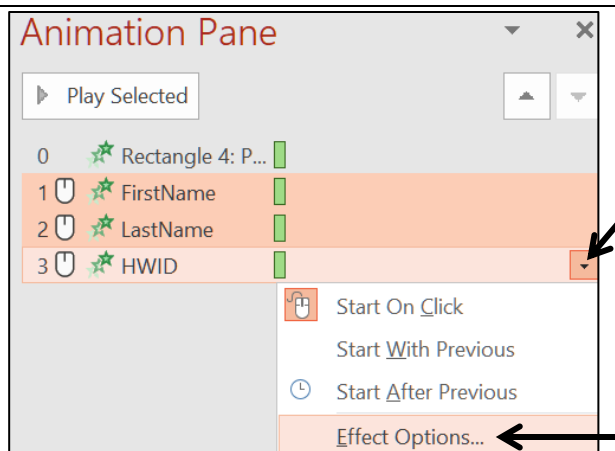 Animation Pane
Play Selected
0 Rectangle 4: P...
1 FirstName
2 LastName
3 HWID
Start On Click
Start With Previous
Start After Previous
Effect Options...